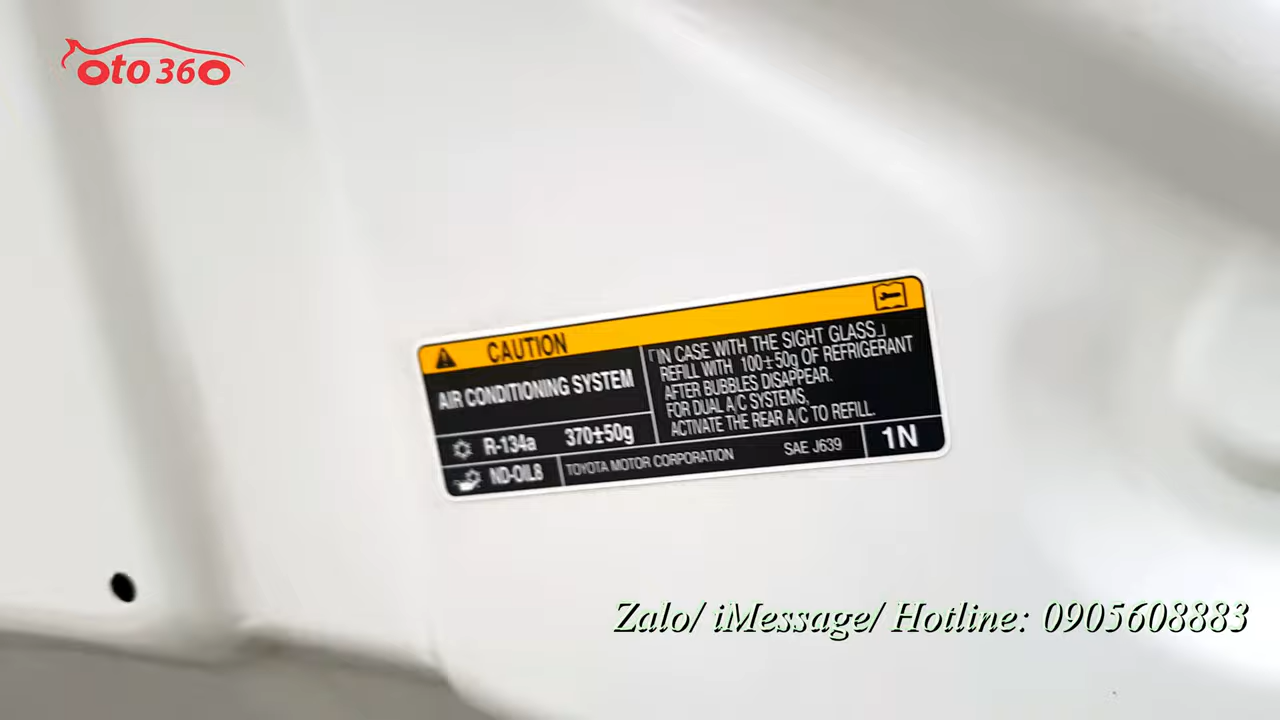 oto 360
CAUTION
AIR CONDITIONING SYSTEM
R-134a 370±50g
ND-OIL8
TOYOTA MOTOR CORPORATION
「IN CASE WITH THE SIGHT GLASS」
REFILL WITH 100±50g OF REFRIGERANT
AFTER BUBBLES DISAPPEAR.
FOR DUAL A/C SYSTEMS,
ACTIVATE THE REAR A/C TO REFILL.
SAE J639
1N
Zalo/ iMessage/ Hotline: 0905608883